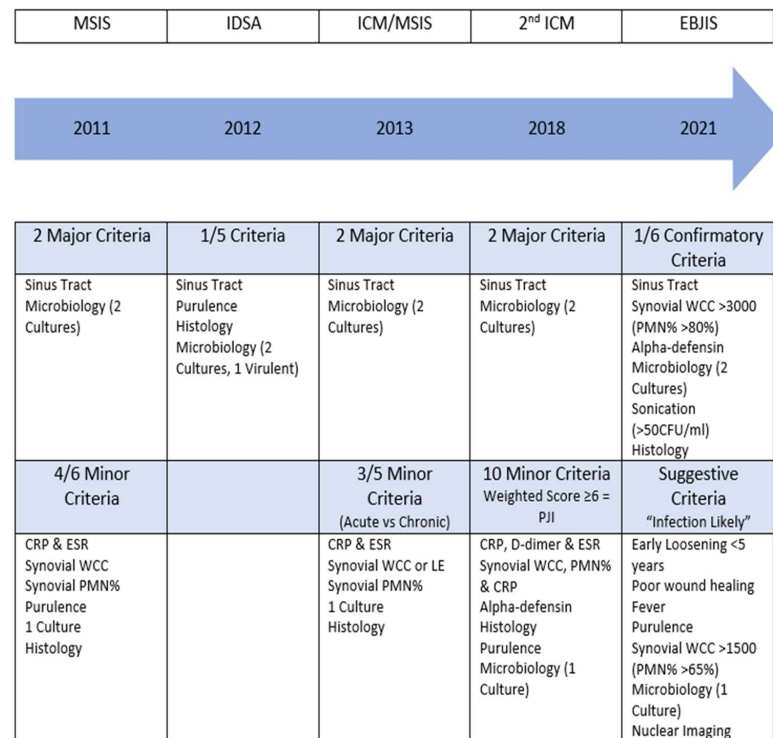 MSIS
IDSA
ICM/MSIS
2nd ICM
EBJIS
2011
2012
2013
2018
2021
2 Major Criteria
1/5 Criteria
2 Major Criteria
2 Major Criteria
1/6 Confirmatory
Criteria
Sinus Tract
Microbiology (2
Cultures)
Sinus Tract
Purulence
Histology
Microbiology (2
Cultures, 1 Virulent)
Sinus Tract
Microbiology (2
Cultures)
Sinus Tract
Microbiology (2
Cultures)
Sinus Tract
Synovial WCC >3000
(PMN% >80%)
Alpha-defensin
Microbiology (2
Cultures)
Sonication
(>50CFU/ml)
Histology
4/6 Minor
Criteria
3/5 Minor
Criteria
(Acute vs Chronic)
10 Minor Criteria
Weighted Score ≥6 =
PJI
Suggestive
Criteria
“Infection Likely”
CRP & ESR
Synovial WCC
Synovial PMN%
Purulence
1 Culture
Histology
CRP & ESR
Synovial WCC or LE
Synovial PMN%
1 Culture
Histology
CRP, D-dimer & ESR
Synovial WCC, PMN%
& CRP
Alpha-defensin
Histology
Purulence
Microbiology (1
Culture)
Early Loosening <5
years
Poor wound healing
Fever
Purulence
Synovial WCC >1500
(PMN% >65%)
Microbiology (1
Culture)
Nuclear Imaging